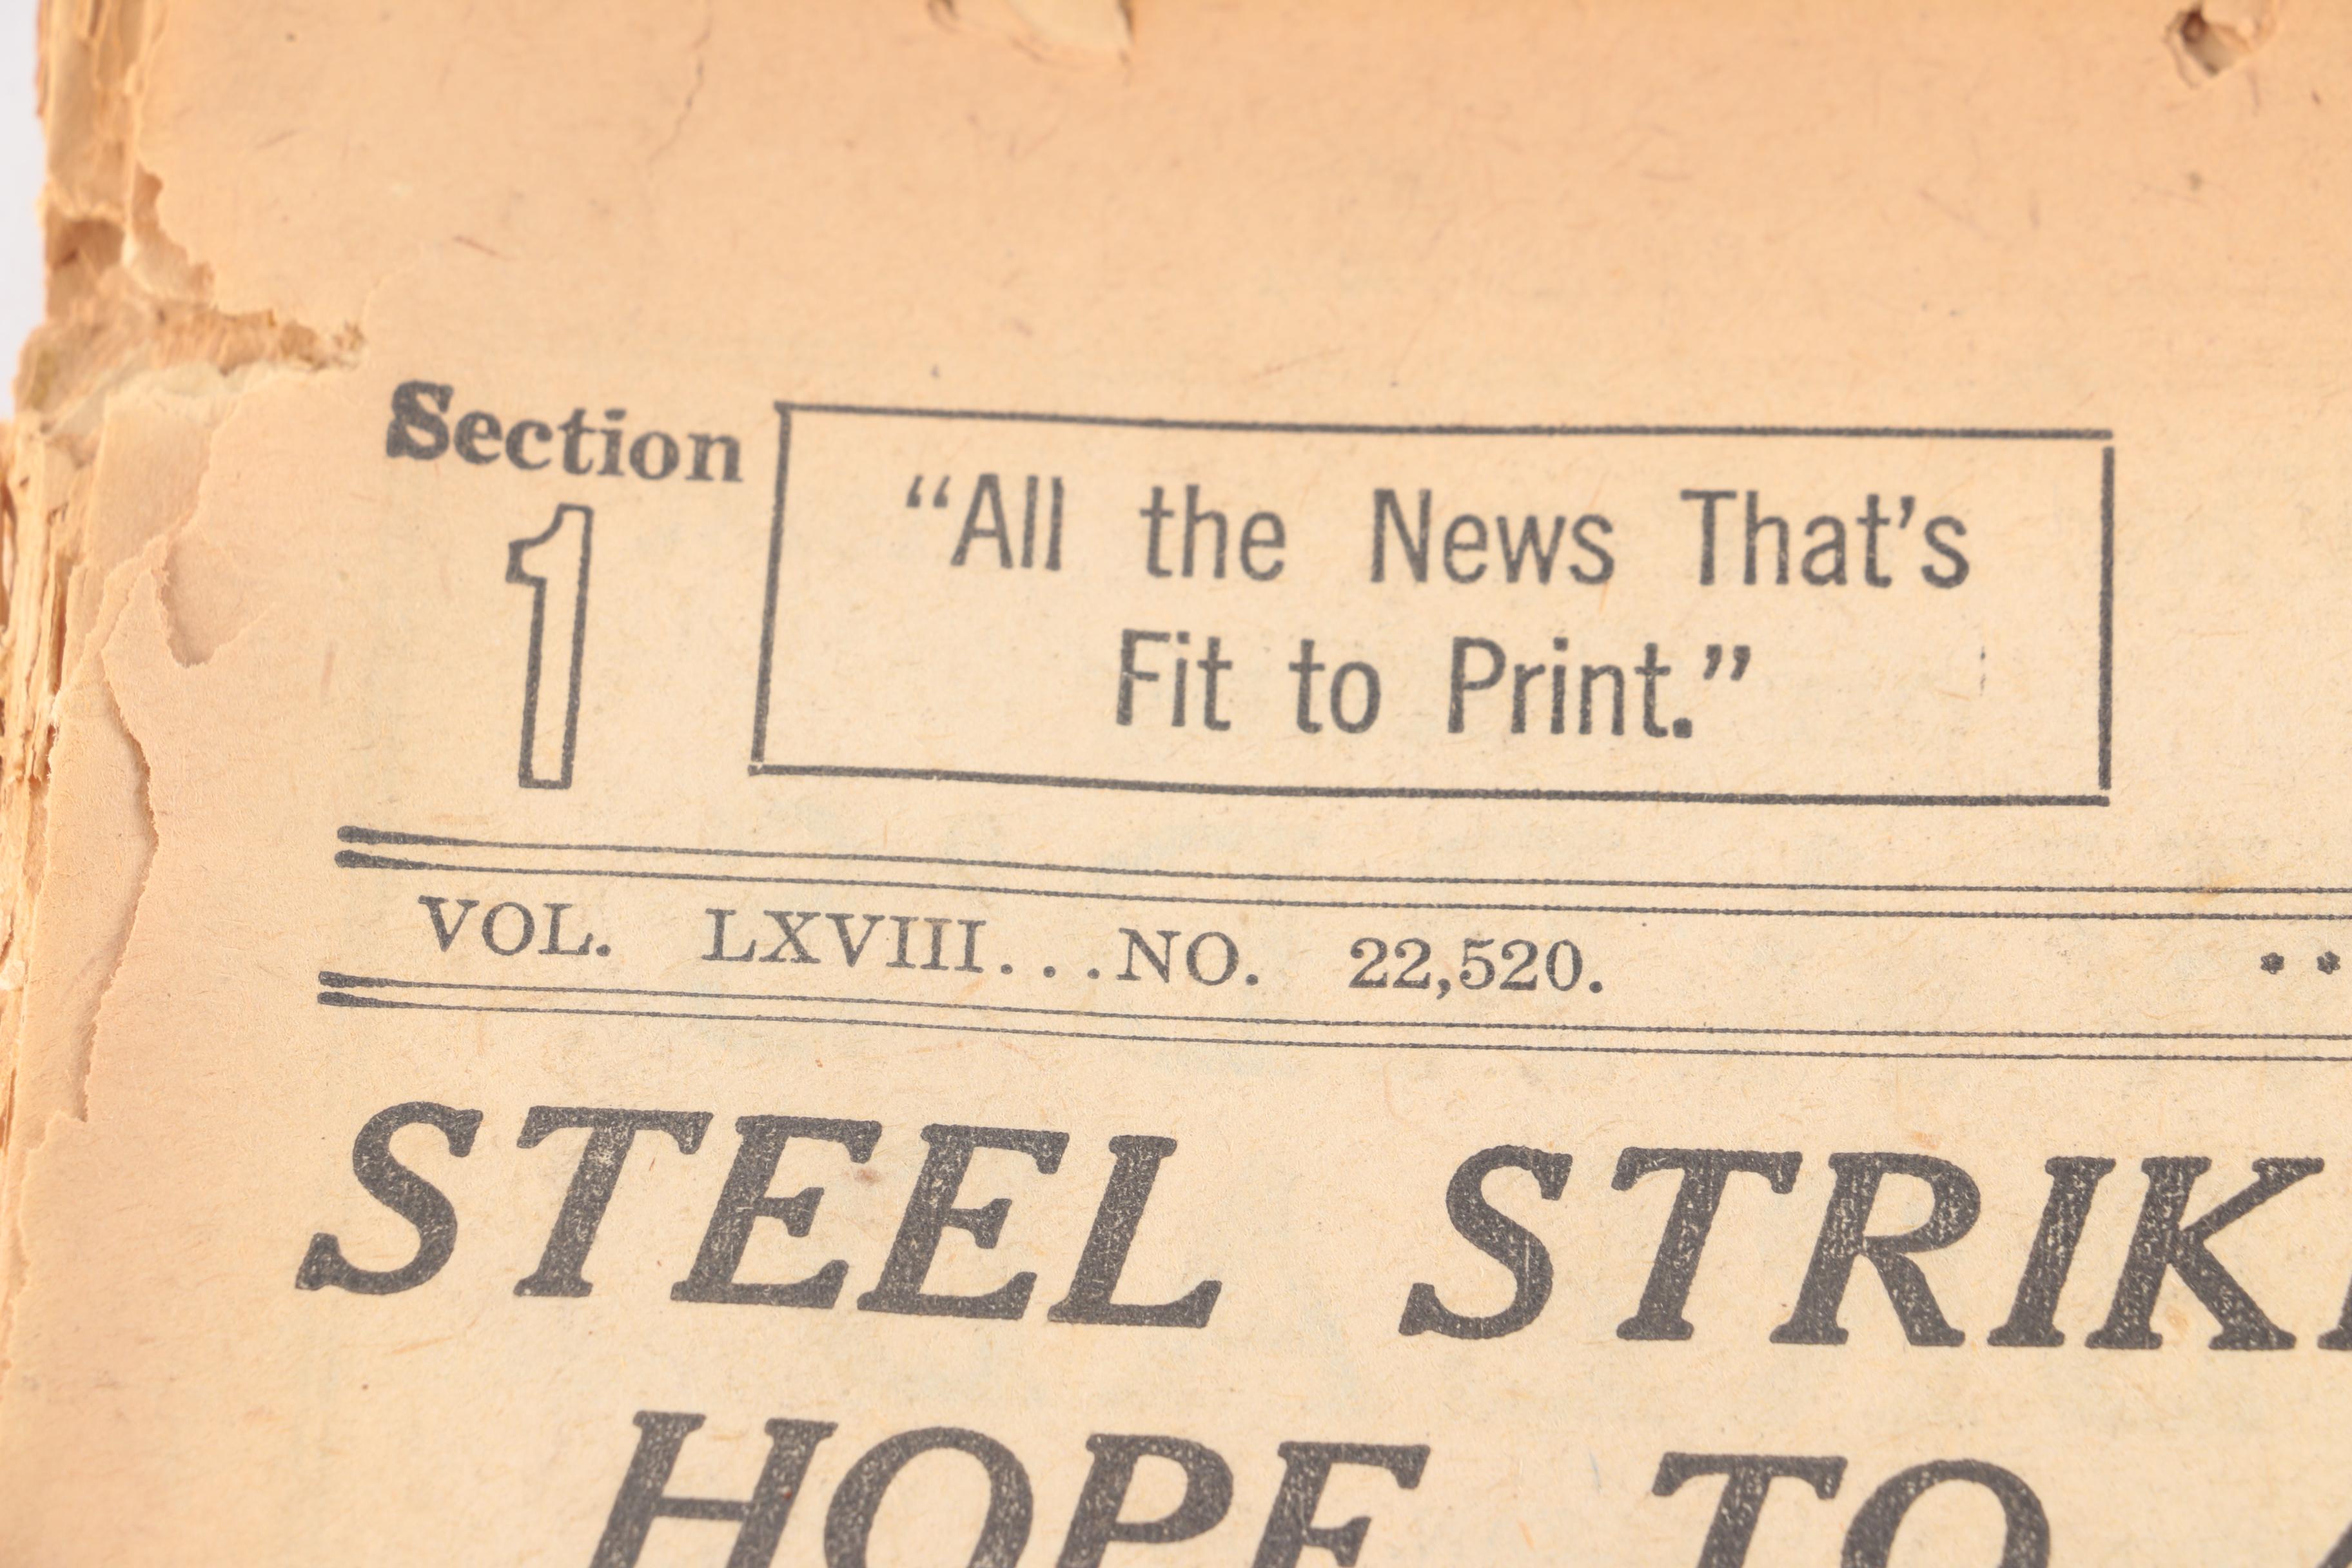 Section
1
“All the News That’s
Fit to Print.”
VOL. LXVIII...NO. 22,520.
STEEL STRIK
HOPE TO